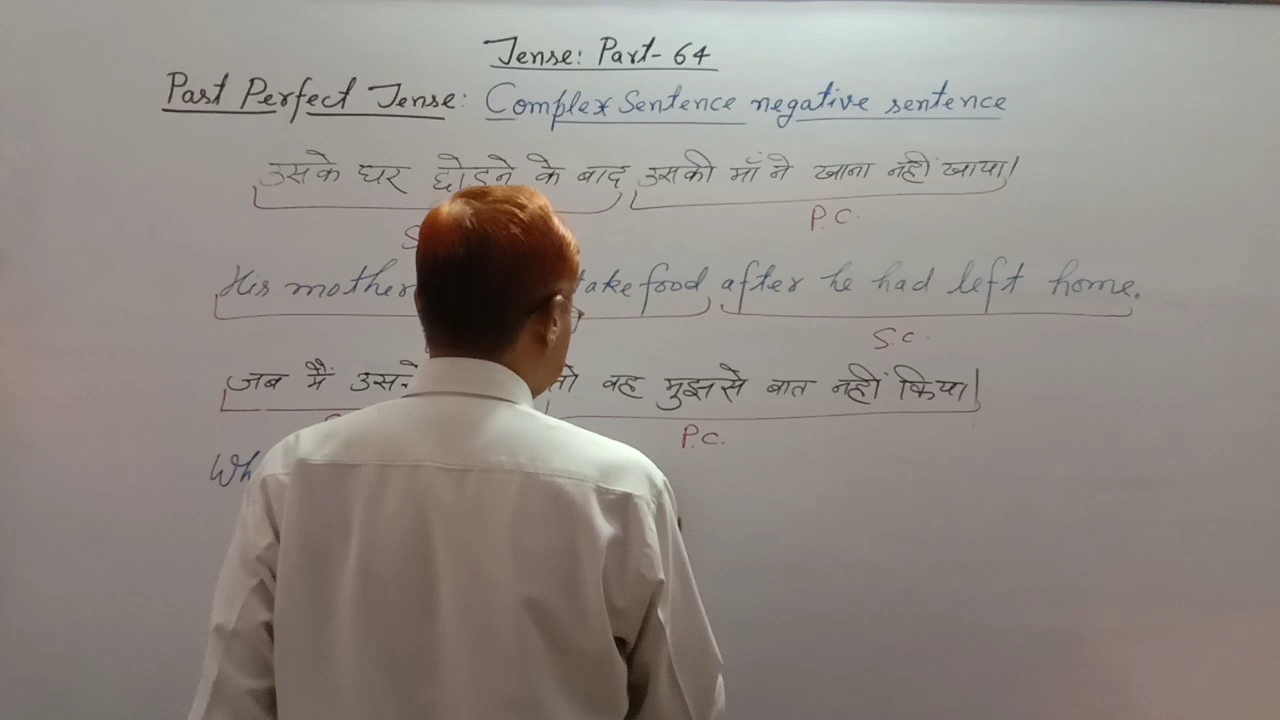 Tense: Part-64
Past Perfect Tense: Complex Sentence negative sentence
उसके घर छोड़ने के बाद उसकी माँ ने खाना नहीं खाया।
P.C.
His mother take food after he had left home.
S.C.
जब मैं तो वह मुझसे बात नहीं किया।
P.C.